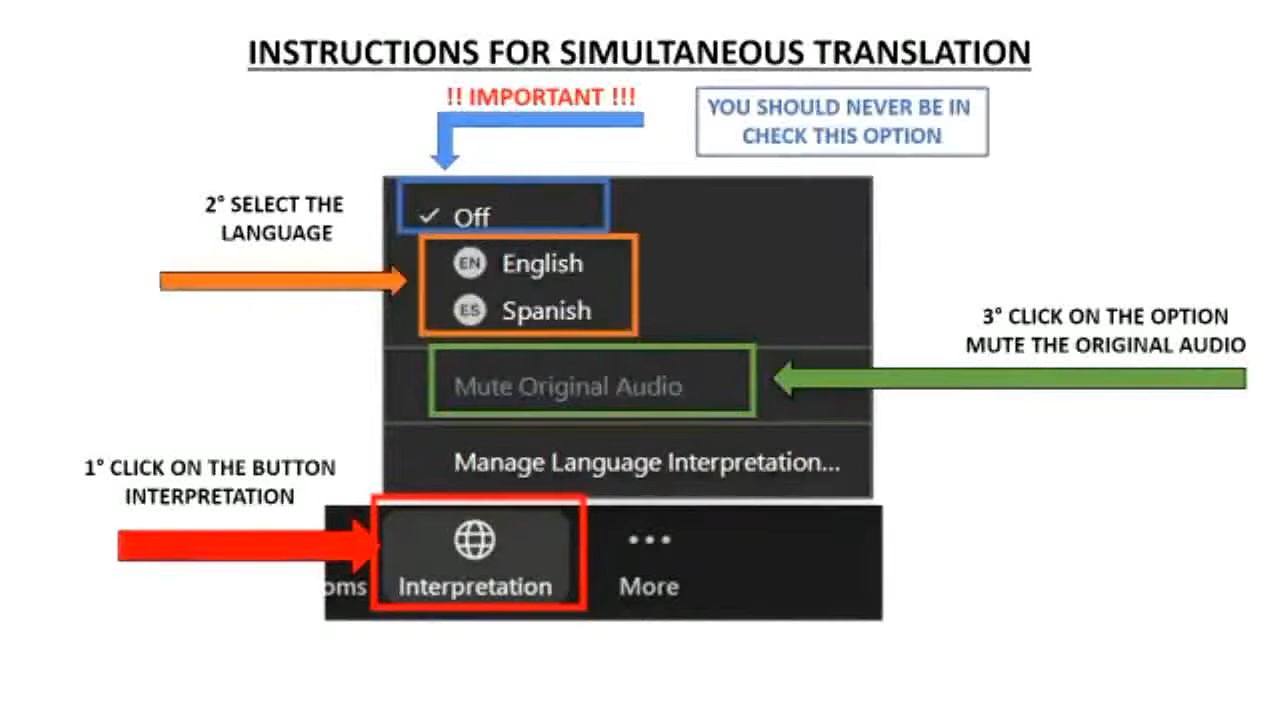 INSTRUCTIONS FOR SIMULTANEOUS TRANSLATION
!! IMPORTANT !!!
YOU SHOULD NEVER BE IN
CHECK THIS OPTION
2° SELECT THE
LANGUAGE
Off
EN English
ES Spanish
3° CLICK ON THE OPTION
MUTE THE ORIGINAL AUDIO
Mute Original Audio
Manage Language Interpretation...
1° CLICK ON THE BUTTON
INTERPRETATION
oms
Interpretation
More